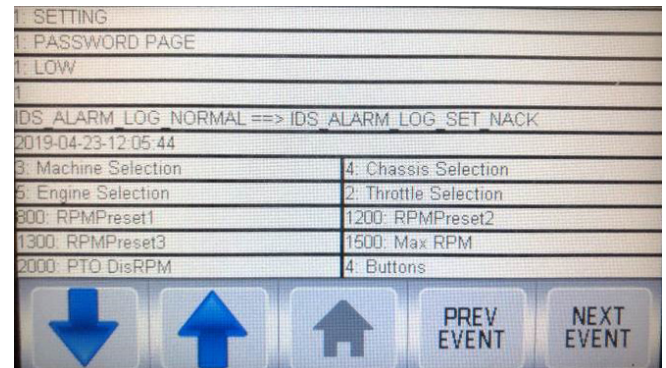 1: SETTING
1: PASSWORD PAGE
1: LOW
1
IDS_ALARM_LOG_NORMAL ==> IDS_ALARM_LOG_SET_NACK
2019-04-23-12:05:44
3: Machine Selection
4: Chassis Selection
5: Engine Selection
2: Throttle Selection
800: RPMPreset1
1200: RPMPreset2
1300: RPMPreset3
1500: Max RPM
2000: PTO DisRPM
4: Buttons
PREV
EVENT
NEXT
EVENT